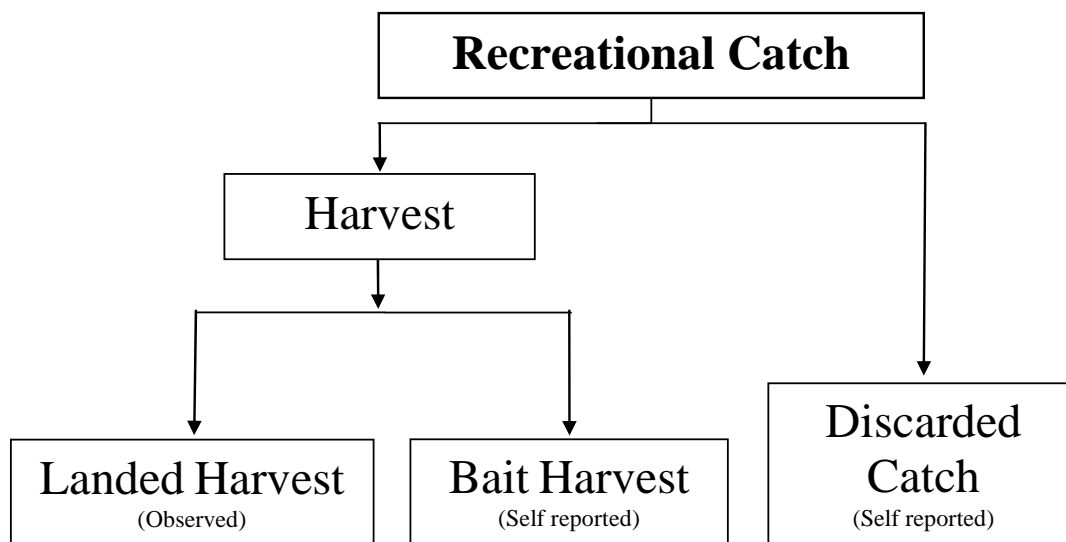 Recreational Catch
Harvest
Landed Harvest
(Observed)
Bait Harvest
(Self reported)
Discarded
Catch
(Self reported)